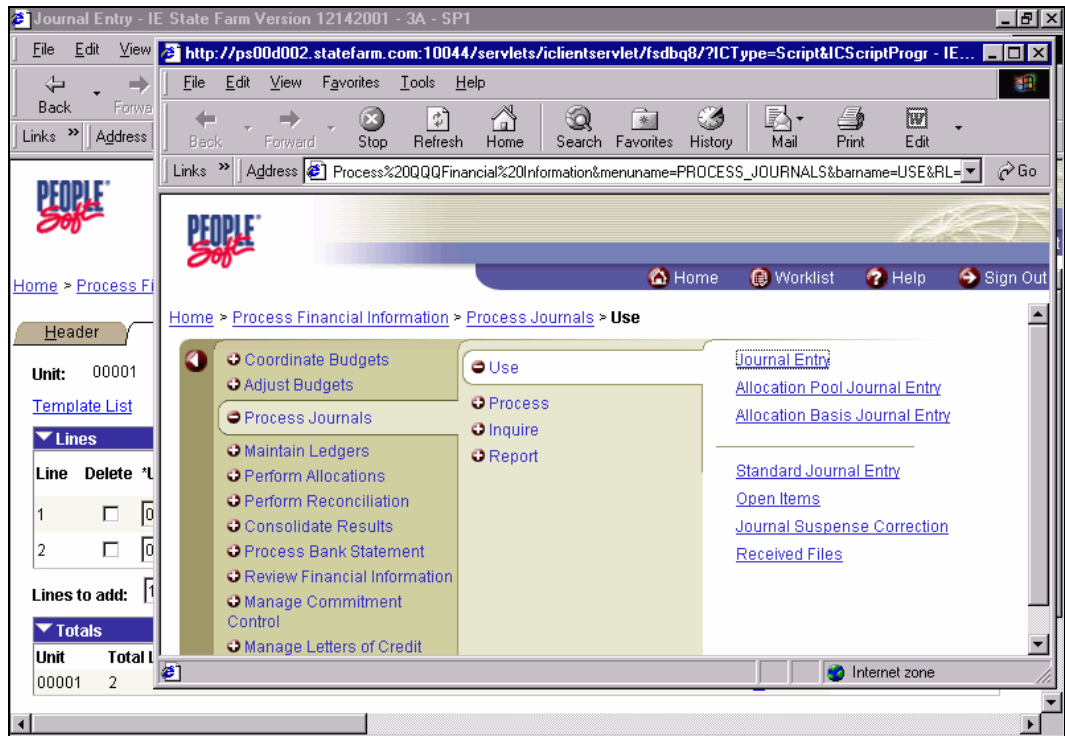 Journal Entry - IE State Farm Version 12142001 - 3A - SP1
File Edit View
Back Forwa
Links » Address
PEOPLE Soft
Home > Process Fi
Header
Unit: 00001
Template List
Lines
Line Delete *U
1 0
2 0
Lines to add: 1
Totals
Unit Total L
00001 2
http://ps00d002.statefarm.com:10044/servlets/iclientservlet/fsdbq8/?ICType=Script&ICScriptProgr - IE...
File Edit View Favorites Tools Help
Back Forward Stop Refresh Home Search Favorites History Mail Print Edit
Links » Address Process%20QQQFinancial%20Information&menuname=PROCESS_JOURNALS&barname=USE&RL= Go
PEOPLE Soft
Home Worklist Help Sign Out
Home > Process Financial Information > Process Journals > Use
Coordinate Budgets
Adjust Budgets
Process Journals
Maintain Ledgers
Perform Allocations
Perform Reconciliation
Consolidate Results
Process Bank Statement
Review Financial Information
Manage Commitment
Control
Manage Letters of Credit
Use
Process
Inquire
Report
Journal Entry
Allocation Pool Journal Entry
Allocation Basis Journal Entry
Standard Journal Entry
Open Items
Journal Suspense Correction
Received Files
Internet zone